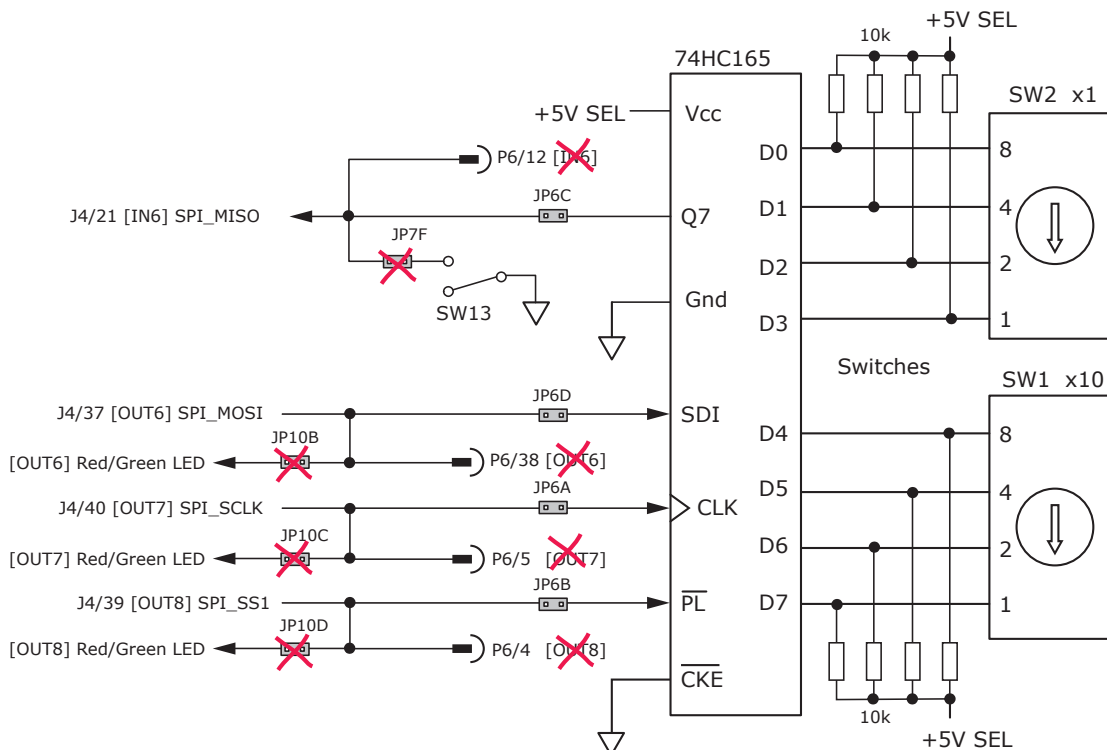 +5V SEL
10k
74HC165
SW2 x1
+5V SEL
Vcc
P6/12 [IN6]
D0
8
JP6C
J4/21 [IN6] SPI_MISO
Q7
D1
4
JP7F
D2
2
SW13
Gnd
D3
1
Switches
SW1 x10
JP6D
J4/37 [OUT6] SPI_MOSI
SDI
D4
8
JP10B
[OUT6] Red/Green LED
P6/38 [OUT6]
JP6A
D5
4
J4/40 [OUT7] SPI_SCLK
CLK
JP10C
D6
2
[OUT7] Red/Green LED
P6/5 [OUT7]
JP6B
J4/39 [OUT8] SPI_SS1
PL
D7
1
JP10D
[OUT8] Red/Green LED
P6/4 [OUT8]
CKE
10k
+5V SEL